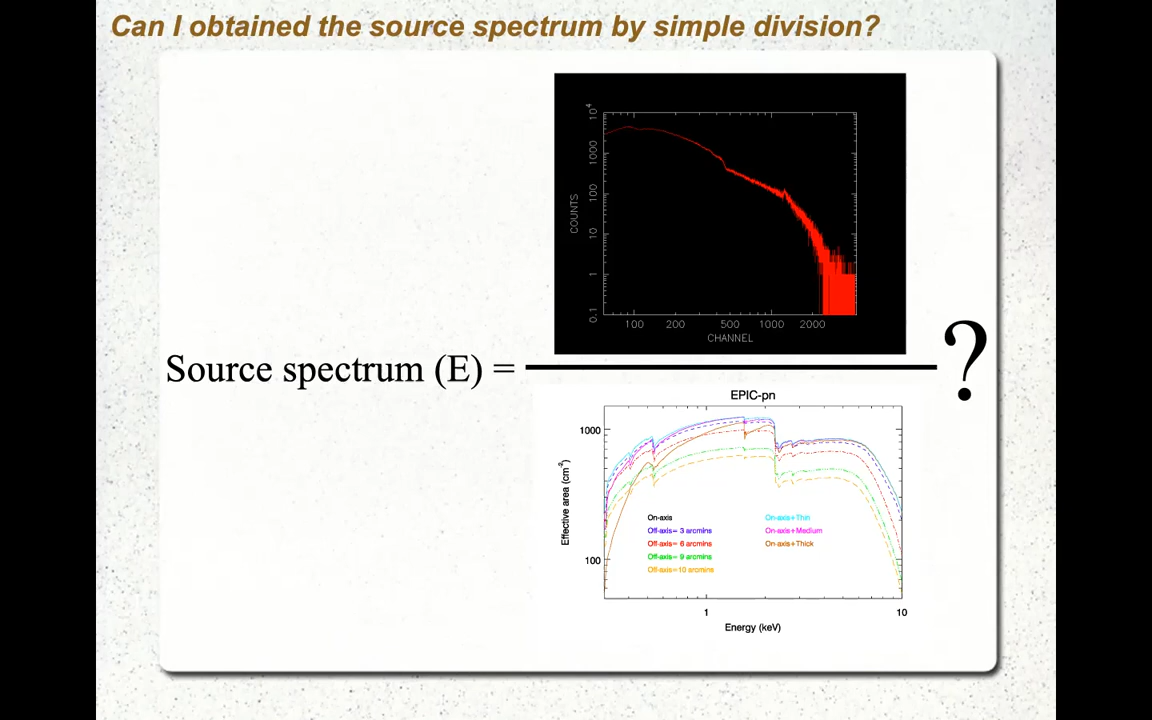 Can I obtained the source spectrum by simple division?
10^4
1000
100
10
1
0.1
COUNTS
100 200 500 1000 2000
CHANNEL
Source spectrum (E) =
?
EPIC-pn
1000
100
Effective area (cm^-2)
On-axis
Off-axis= 3 arcmins
Off-axis= 6 arcmins
Off-axis= 9 arcmins
Off-axis=10 arcmins
On-axis+Thin
On-axis+Medium
On-axis+Thick
1 10
Energy (keV)